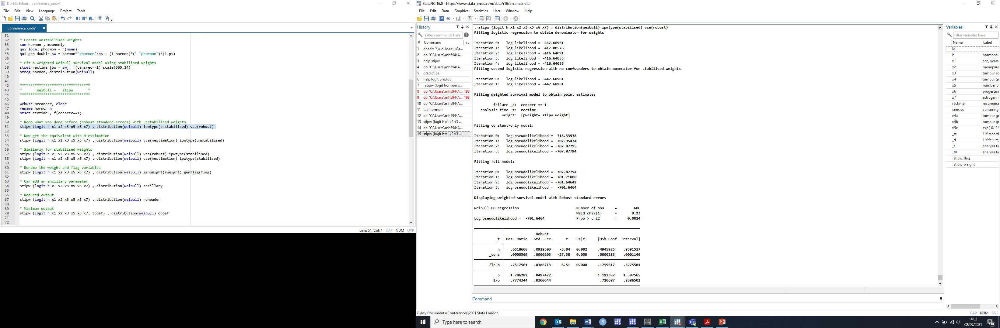 Do-file Editor - conference_code*
File Edit View Language Project Tools
conference_code*
31
32 * Create unstabilised weights
33 sum hormon , meanonly
34 qui local phormon = r(mean)
35 qui gen double sw = hormon*`phormon'/ps + (1-hormon)*(1-`phormon')/(1-ps)
36
37 * Fit a weighted Weibull survival model using stabilised weights
38 stset rectime [pw = sw], f(censrec==1) scale(365.24)
39 streg hormon, distribution(weibull)
40
41
42 *********************************
43 * Weibull - stipw *
44 *********************************
45
46 webuse brcancer, clear
47 rename hormon h
48 stset rectime , f(censrec==1)
49
50 * Redo what was done before (robust standard errors) with unstabilised weights
51 stipw (logit h x1 x2 x3 x5 x6 x7) , distribution(weibull) ipwtype(unstabilised) vce(robust)
52
53 * Now get the equivalent with M-estimation
54 stipw (logit h x1 x2 x3 x5 x6 x7) , distribution(weibull) vce(mestimation) ipwtype(unstabilised)
55
56 * Similarly for stabilised weights
57 stipw (logit h x1 x2 x3 x5 x6 x7) , distribution(weibull) vce(robust) ipwtype(stabilised)
58 stipw (logit h x1 x2 x3 x5 x6 x7) , distribution(weibull) vce(mestimation) ipwtype(stabilised)
59
60 * Rename the weight and flag variables
61 stipw (logit h x1 x2 x3 x5 x6 x7) , distribution(weibull) genweight(sweight) genflag(flag)
62
63 * Can add an ancillary parameter
64 stipw (logit h x1 x2 x3 x5 x6 x7) , distribution(weibull) ancillary
65
66 * Reduced output
67 stipw (logit h x1 x2 x3 x5 x6 x7) , distribution(weibull) noheader
68
69 * Maximum output
70 stipw (logit h x1 x2 x3 x5 x6 x7, tcoef) , distribution(weibull) ocoef
71
72
Line: 51, Col: 1 CAP NUM OVR
Stata/IC 16.0 - https://www.stata-press.com/data/r16/brcancer.dta
File Edit Data Graphics Statistics User Window Help
History
Filter commands here
# Command _rc
1 doedit "\\uol.le.ac.uk\r...
2 do "C:\Users\mh594\A...
3 help stipw
4 do "C:\Users\mh594\A...
5 predict ps
6 help logit predict
7 . stipw (logit hormon x...
8 do "C:\Users\mh594\A... 198
9 do "C:\Users\mh594\A... 198
10 do "C:\Users\mh594\A...
11 tab hormon
12 do "C:\Users\mh594\A...
13 stipw (logit h x1 x2 x3 ...
14 do "C:\Users\mh594\A...
15 stipw (logit h x1 x2 x3 ...
. stipw (logit h x1 x2 x3 x5 x6 x7) , distribution(weibull) ipwtype(stabilised) vce(robust)
Fitting logistic regression to obtain denominator for weights
Iteration 0: log likelihood = -447.68961
Iteration 1: log likelihood = -417.00576
Iteration 2: log likelihood = -416.64091
Iteration 3: log likelihood = -416.64055
Iteration 4: log likelihood = -416.64055
Fitting second logistic regression with no confounders to obtain numerator for stabilised weights
Iteration 0: log likelihood = -447.68961
Iteration 1: log likelihood = -447.68961
Fitting weighted survival model to obtain point estimates
failure _d: censrec == 1
analysis time _t: rectime
weight: [pweight=_stipw_weight]
Fitting constant-only model:
Iteration 0: log pseudolikelihood = -718.33938
Iteration 1: log pseudolikelihood = -707.95474
Iteration 2: log pseudolikelihood = -707.87795
Iteration 3: log pseudolikelihood = -707.87794
Fitting full model:
Iteration 0: log pseudolikelihood = -707.87794
Iteration 1: log pseudolikelihood = -701.71808
Iteration 2: log pseudolikelihood = -701.64642
Iteration 3: log pseudolikelihood = -701.6464
Displaying weighted survival model with Robust standard errors
Weibull PH regression Number of obs = 686
Wald chi2(1) = 9.23
Log pseudolikelihood = -701.6464 Prob > chi2 = 0.0024
Robust
_t Haz. Ratio Std. Err. z P>|z| [95% Conf. Interval]
h .6518666 .0918303 -3.04 0.002 .4945925 .8591517
_cons .0000569 .0000203 -27.38 0.000 .0000283 .0001146
/ln_p .2517561 .0386713 6.51 0.000 .1759617 .3275504
p 1.286282 .0497422 1.192392 1.387565
1/p .7774344 .0300644 .720687 .8386501
Command
Variables
Filter variables here
Name Label
id
h hormonal
x1 age, years
x2 menopaus
x3 tumour siz
x4 tumour gr
x5 number of
x6 progestero
x7 estrogen r
rectime recurrence
censrec censoring
x4a tumour gr
x4b tumour gr
x5e exp(-0.12*
_st 1 if record
_d 1 if failure;
_t analysis tir
_t0 analysis tir
_stipw_flag
_stipw_weight
Z:\My Documents\Conferences\2021 Stata London
CAP NUM OVR
Type here to search
14:02
02/09/2021